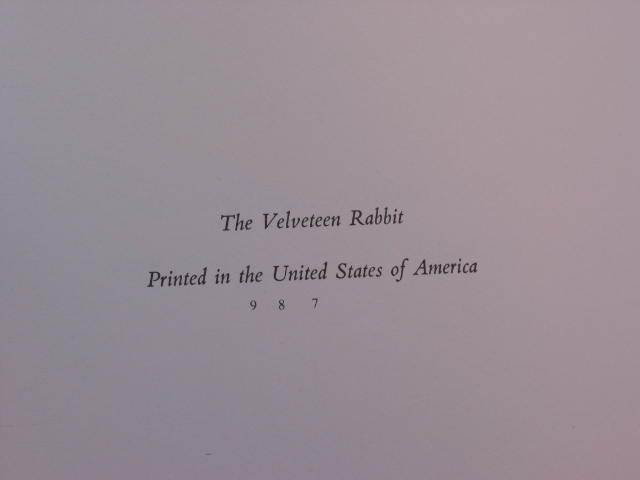 The Velveteen Rabbit
Printed in the United States of America
9 8 7